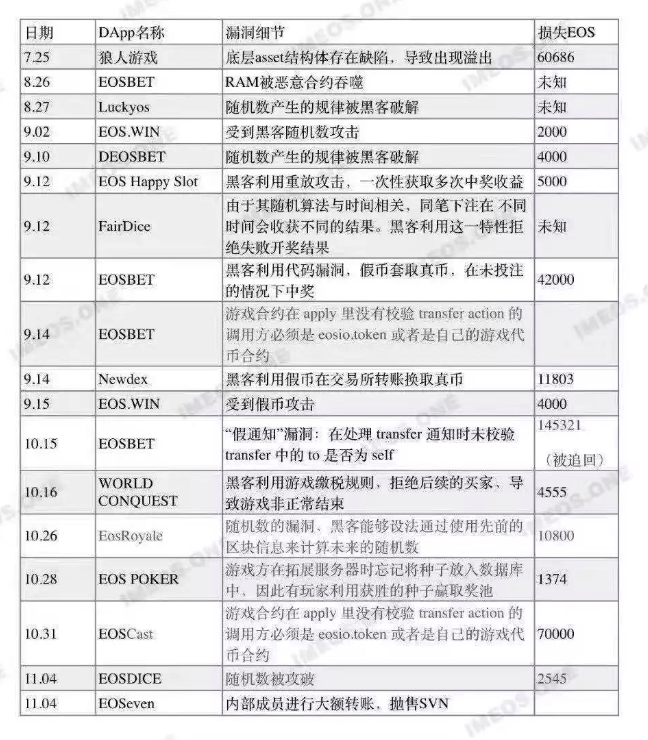 日期 DApp名称 漏洞细节 损失EOS
7.25 狼人游戏 底层asset结构体存在缺陷，导致出现溢出 60686
8.26 EOSBET RAM被恶意合约吞噬 未知
8.27 Luckyos 随机数产生的规律被黑客破解 未知
9.02 EOS.WIN 受到黑客随机数攻击 2000
9.10 DEOSBET 随机数产生的规律被黑客破解 4000
9.12 EOS Happy Slot 黑客利用重放攻击，一次性获取多次中奖收益 5000
由于其随机算法与时间相关，同笔下注在 不同
9.12 FairDice 时间会收获不同的结果。黑客利用这一特性拒 未知
绝失败开奖结果
9.12 EOSBET 黑客利用代码漏洞，假币套取真币，在未投注 42000
的情况下中奖
游戏合约在 apply 里没有校验 transfer action 的
9.14 EOSBET 调用方必须是 eosio.token 或者是自己的游戏代
币合约
9.14 Newdex 黑客利用假币在交易所转账换取真币 11803
9.15 EOS.WIN 受到假币攻击 4000
10.15 EOSBET “假通知”漏洞：在处理 transfer 通知时未校验 145321
transfer 中的 to 是否为 self （被追回）
10.16 WORLD 黑客利用游戏缴税规则，拒绝后续的买家、导 4555
CONQUEST 致游戏非正常结束
10.26 EosRoyale 随机数的漏洞、黑客能够设法通过使用先前的 10800
区块信息来计算未来的随机数
10.28 EOS POKER 游戏方在拓展服务器时忘记将种子放入数据库 1374
中、因此有玩家利用获胜的种子赢取奖池
游戏合约在 apply 里没有校验 transfer action 的
10.31 EOSCast 调用方必须是 eosio.token 或者是自己的游戏代 70000
币合约
11.04 EOSDICE 随机数被攻破 2545
11.04 EOSeven 内部成员进行大额转账、抛售SVN
IMEOS.ONE